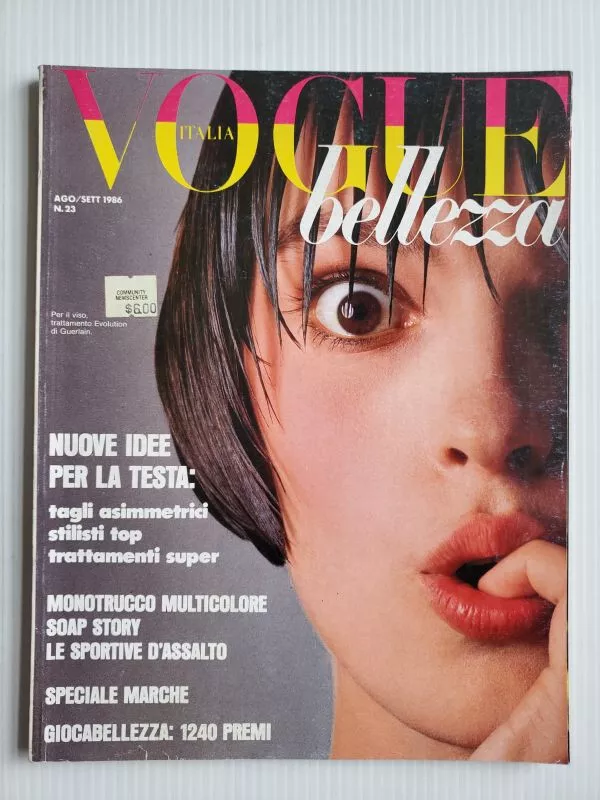 VOGUE
ITALIA
bellezza
AGO/SETT 1986
N. 23
COMMUNITY
NEWSCENTER
$6.00
Per il viso,
trattamento Evolution
di Guerlain.
NUOVE IDEE
PER LA TESTA:
tagli asimmetrici
stilisti top
trattamenti super
MONOTRUCCO MULTICOLORE
SOAP STORY
LE SPORTIVE D'ASSALTO
SPECIALE MARCHE
GIOCABELLEZZA: 1240 PREMI